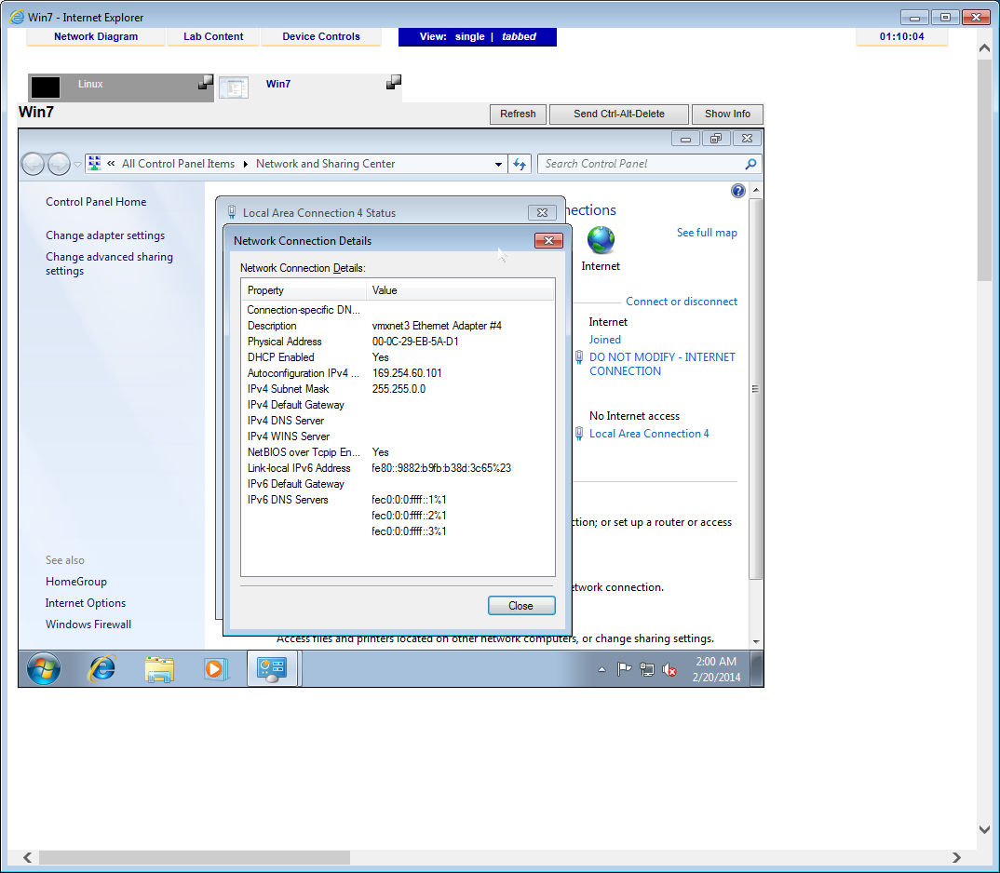 Win7 - Internet Explorer
Network Diagram Lab Content Device Controls View: single | tabbed 01:10:04
Linux Win7
Win7 Refresh Send Ctrl-Alt-Delete Show Info
« All Control Panel Items Network and Sharing Center Search Control Panel
Control Panel Home
Change adapter settings
Change advanced sharing
settings
See also
HomeGroup
Internet Options
Windows Firewall
Local Area Connection 4 Status
Network Connection Details
Network Connection Details:
Property Value
Connection-specific DN...
Description vmxnet3 Ethernet Adapter #4
Physical Address 00-0C-29-EB-5A-D1
DHCP Enabled Yes
Autoconfiguration IPv4 ... 169.254.60.101
IPv4 Subnet Mask 255.255.0.0
IPv4 Default Gateway
IPv4 DNS Server
IPv4 WINS Server
NetBIOS over Tcpip En... Yes
Link-local IPv6 Address fe80::9882:b9fb:b38d:3c65%23
IPv6 Default Gateway
IPv6 DNS Servers fec0:0:0:ffff::1%1
fec0:0:0:ffff::2%1
fec0:0:0:ffff::3%1
Close
nections
See full map
Internet
Connect or disconnect
Internet
Joined
DO NOT MODIFY - INTERNET
CONNECTION
No Internet access
Local Area Connection 4
ction; or set up a router or access
etwork connection.
Access files and printers located on other network computers, or change sharing settings.
2:00 AM
2/20/2014